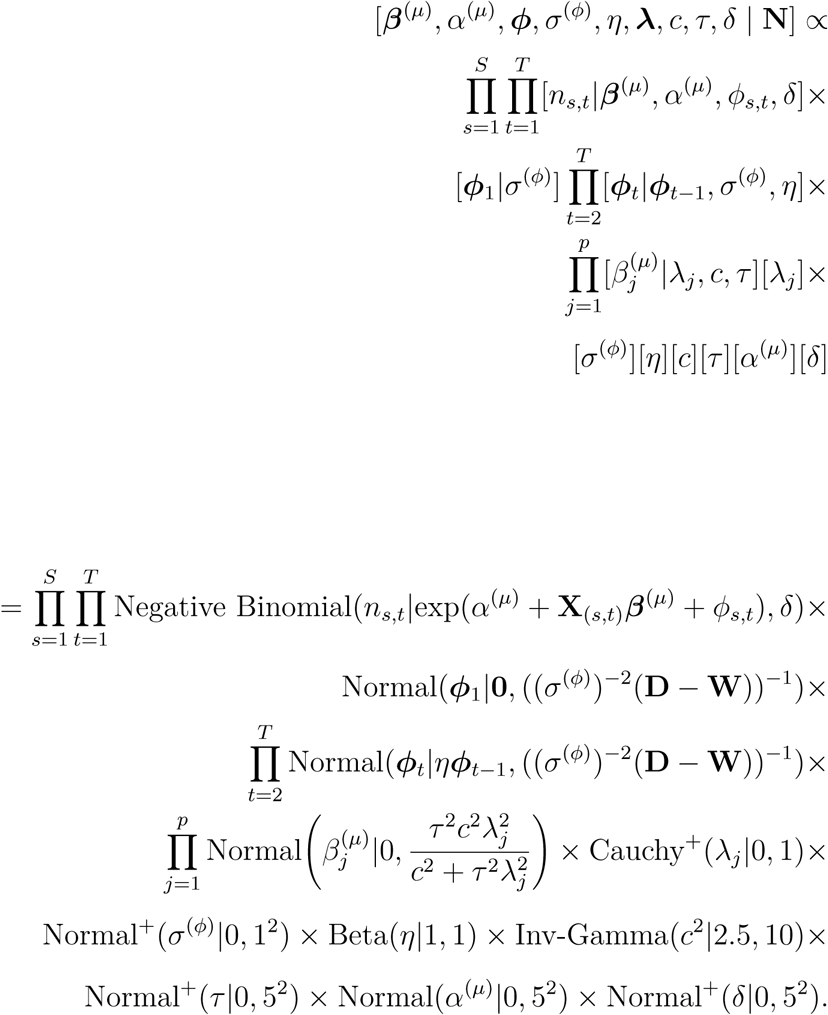 [𝜷^(μ), α^(μ), 𝝓, σ^(ϕ), η, 𝝀, c, τ, δ | 𝐍] ∝
∏_{s=1}^{S} ∏_{t=1}^{T} [n_{s,t}|𝜷^(μ), α^(μ), ϕ_{s,t}, δ]×
[𝝓_1|σ^(ϕ)] ∏_{t=2}^{T} [𝝓_t|𝝓_{t−1}, σ^(ϕ), η]×
∏_{j=1}^{p} [β_j^(μ)|λ_j, c, τ][λ_j]×
[σ^(ϕ)][η][c][τ][α^(μ)][δ]
= ∏_{s=1}^{S} ∏_{t=1}^{T} Negative Binomial(n_{s,t}|exp(α^(μ) + 𝐗_{(s,t)}𝜷^(μ) + ϕ_{s,t}), δ)×
Normal(𝝓_1|𝟎, ((σ^(ϕ))^{−2}(𝐃 − 𝐖))^{−1})×
∏_{t=2}^{T} Normal(𝝓_t|η𝝓_{t−1}, ((σ^(ϕ))^{−2}(𝐃 − 𝐖))^{−1})×
∏_{j=1}^{p} Normal(β_j^(μ)|0, \frac{τ^2c^2λ_j^2}{c^2 + τ^2λ_j^2}) × Cauchy^+(λ_j|0, 1)×
Normal^+(σ^(ϕ)|0, 1^2) × Beta(η|1, 1) × Inv-Gamma(c^2|2.5, 10)×
Normal^+(τ|0, 5^2) × Normal(α^(μ)|0, 5^2) × Normal^+(δ|0, 5^2).